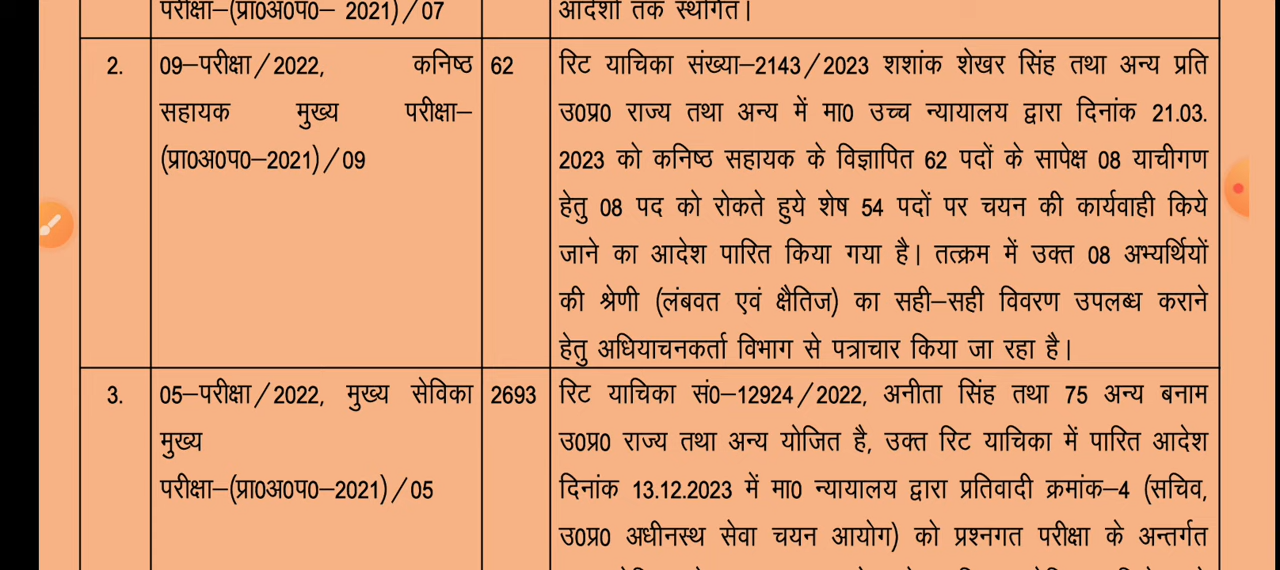 परीक्षा–(प्रा0अ0प0– 2021)/07
आदेशों तक स्थगित।
2.
09–परीक्षा/2022, कनिष्ठ
सहायक मुख्य परीक्षा–
(प्रा0अ0प0–2021)/09
62
रिट याचिका संख्या–2143/2023 शशांक शेखर सिंह तथा अन्य प्रति
उ0प्र0 राज्य तथा अन्य में मा0 उच्च न्यायालय द्वारा दिनांक 21.03.
2023 को कनिष्ठ सहायक के विज्ञापित 62 पदों के सापेक्ष 08 याचीगण
हेतु 08 पद को रोकते हुये शेष 54 पदों पर चयन की कार्यवाही किये
जाने का आदेश पारित किया गया है। तत्क्रम में उक्त 08 अभ्यर्थियों
की श्रेणी (लंबवत एवं क्षैतिज) का सही–सही विवरण उपलब्ध कराने
हेतु अधियाचनकर्ता विभाग से पत्राचार किया जा रहा है।
3.
05–परीक्षा/2022, मुख्य सेविका
मुख्य
परीक्षा–(प्रा0अ0प0–2021)/05
2693
रिट याचिका सं0–12924/2022, अनीता सिंह तथा 75 अन्य बनाम
उ0प्र0 राज्य तथा अन्य योजित है, उक्त रिट याचिका में पारित आदेश
दिनांक 13.12.2023 में मा0 न्यायालय द्वारा प्रतिवादी क्रमांक–4 (सचिव,
उ0प्र0 अधीनस्थ सेवा चयन आयोग) को प्रश्नगत परीक्षा के अन्तर्गत